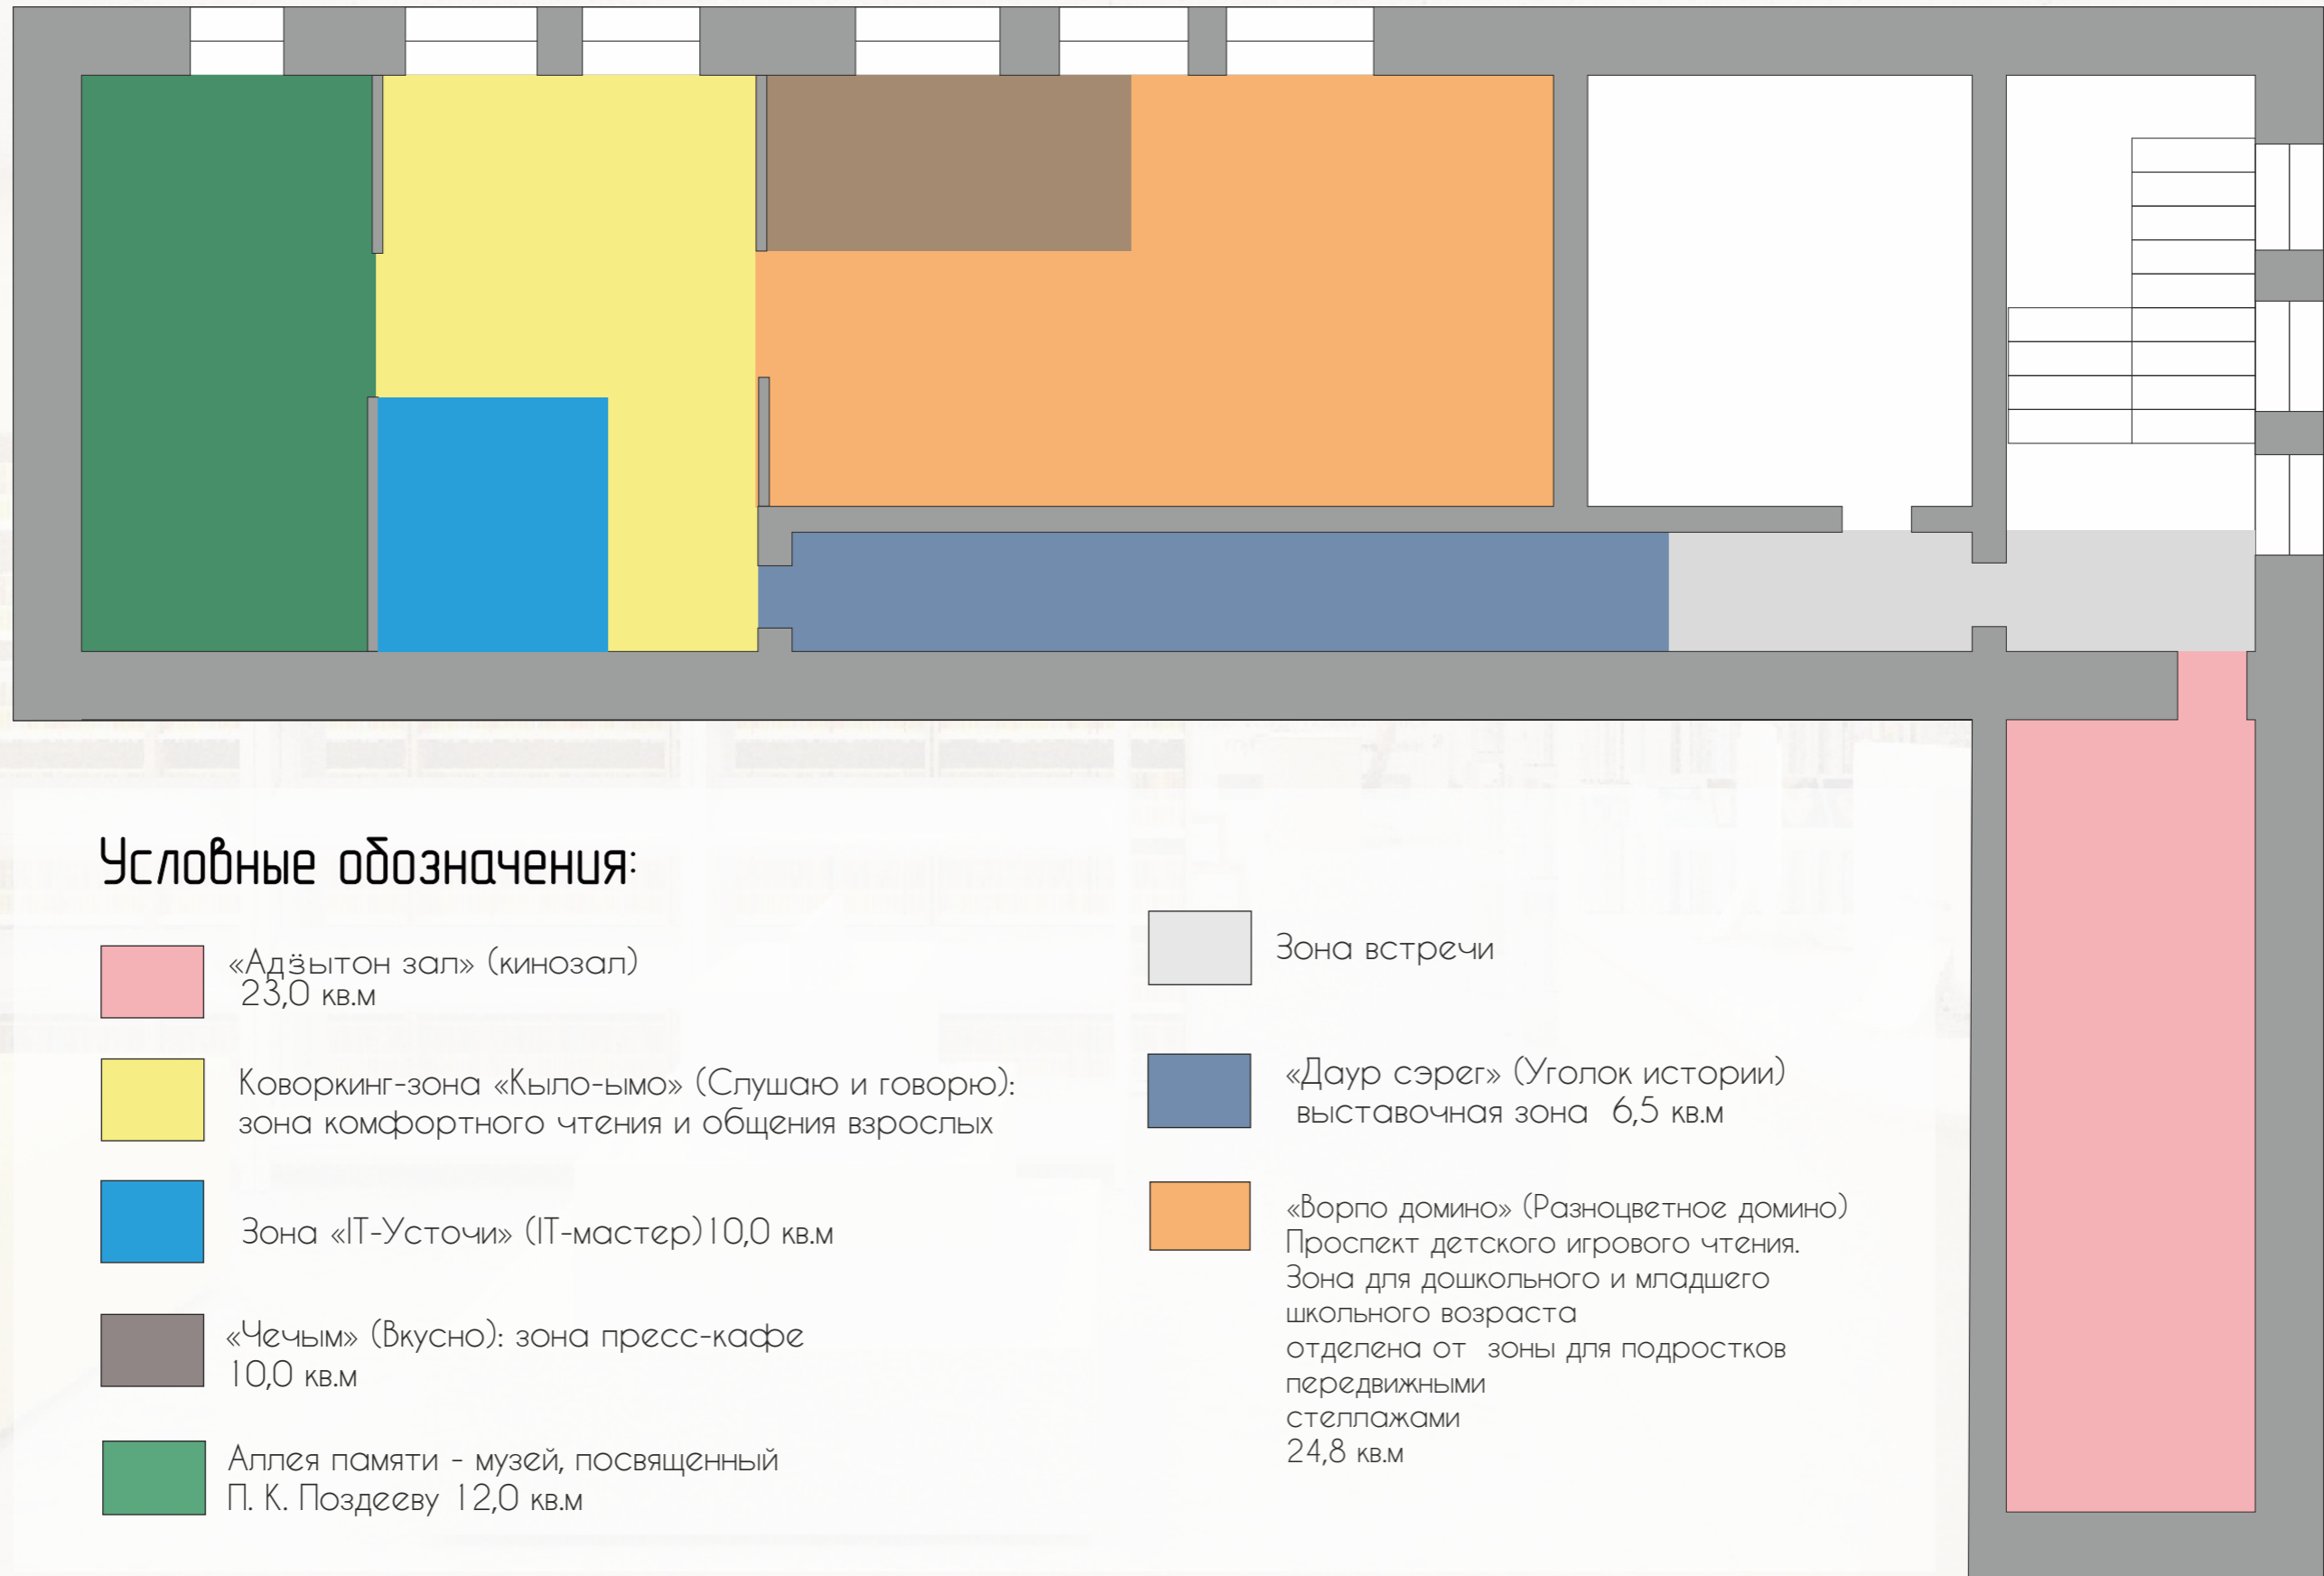 Условные обозначения:
«Адӟытон зал» (кинозал)
23,0 кв.м
Коворкинг-зона «Кыло-ымо» (Слушаю и говорю):
зона комфортного чтения и общения взрослых
Зона «IT-Усточи» (IT-мастер)10,0 кв.м
«Чечым» (Вкусно): зона пресс-кафе
10,0 кв.м
Аллея памяти - музей, посвященный
П. К. Поздееву 12,0 кв.м
Зона встречи
«Даур сэрег» (Уголок истории)
выставочная зона 6,5 кв.м
«Ворпо домино» (Разноцветное домино)
Проспект детского игрового чтения.
Зона для дошкольного и младшего
школьного возраста
отделена от зоны для подростков
передвижными
стеллажами
24,8 кв.м